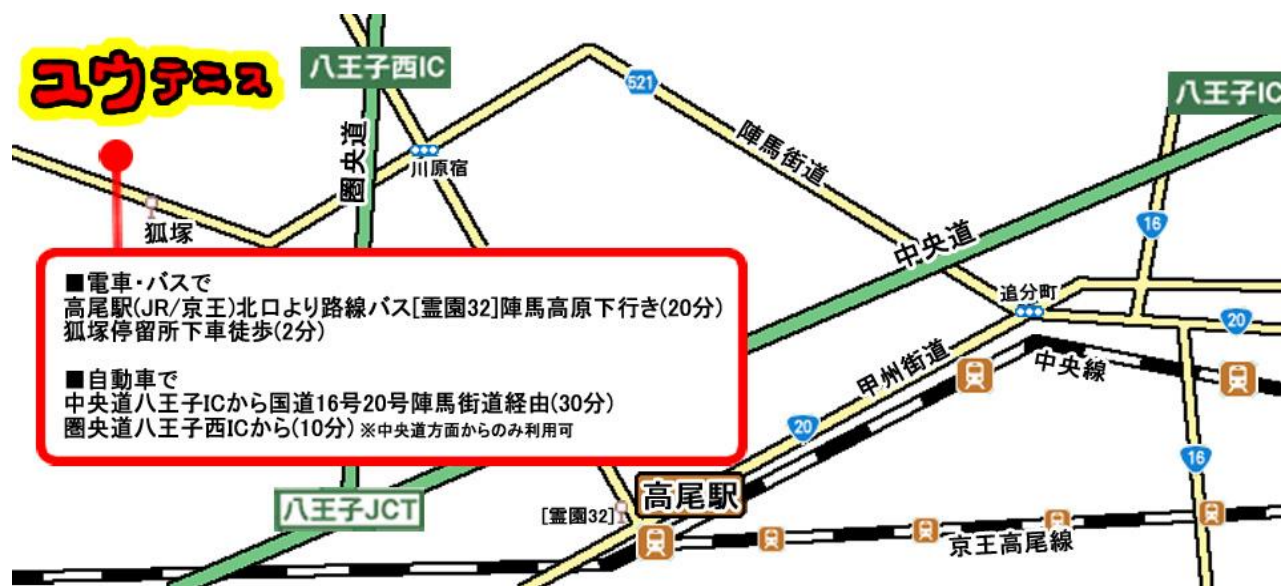 ユウテニス
八王子西IC
八王子IC
521
陣馬街道
圏央道
川原宿
狐塚
中央道
16
追分町
20
■電車・バスで
高尾駅(JR/京王)北口より路線バス[霊園32]陣馬高原下行き(20分)
狐塚停留所下車徒歩(2分)
■自動車で
中央道八王子ICから国道16号20号陣馬街道経由(30分)
圏央道八王子西ICから(10分)※中央道方面からのみ利用可
甲州街道
中央線
20
16
八王子JCT
[霊園32]
高尾駅
京王高尾線